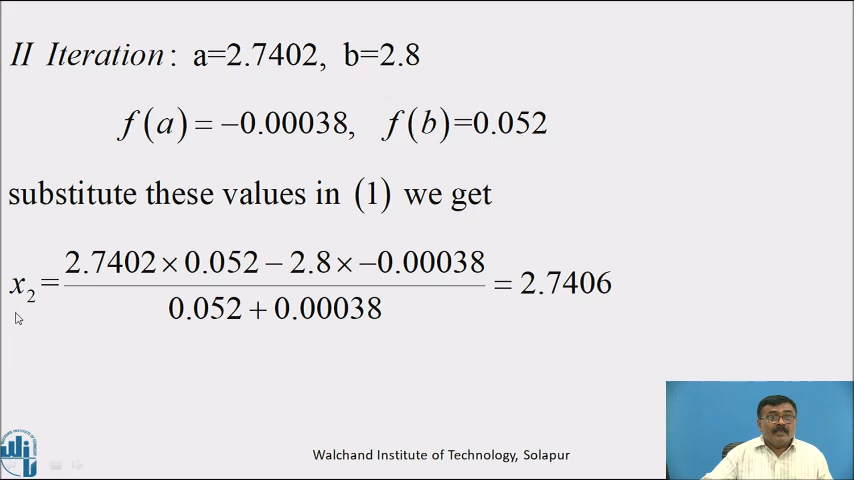 II Iteration: a=2.7402, b=2.8
f(a) = −0.00038, f(b)=0.052
substitute these values in (1) we get
x₂ = (2.7402 × 0.052 − 2.8 × −0.00038) / (0.052 + 0.00038) = 2.7406
Walchand Institute of Technology, Solapur